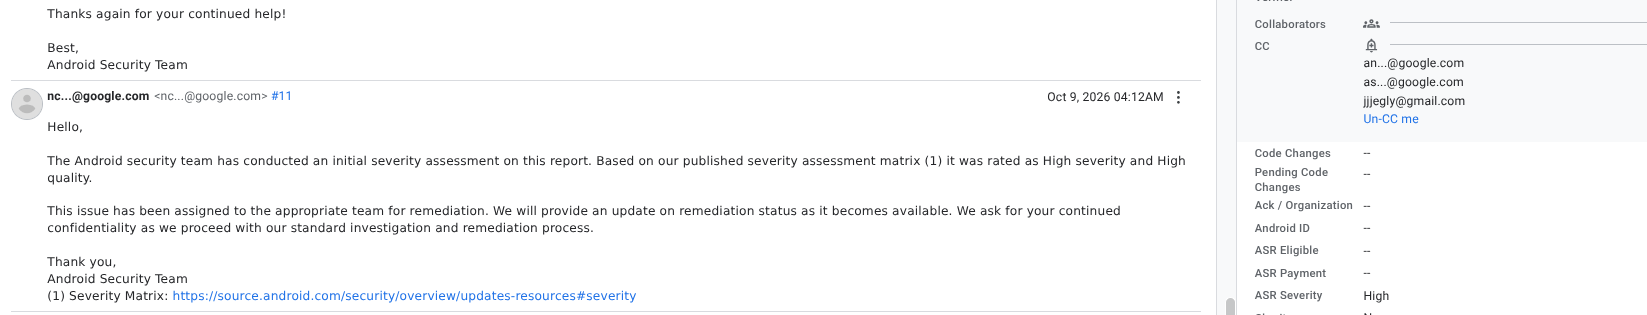 Thanks again for your continued help!
Best,
Android Security Team
nc...@google.com <nc...@google.com> #11
Oct 9, 2026 04:12AM
Hello,
The Android security team has conducted an initial severity assessment on this report. Based on our published severity assessment matrix (1) it was rated as High severity and High
quality.
This issue has been assigned to the appropriate team for remediation. We will provide an update on remediation status as it becomes available. We ask for your continued
confidentiality as we proceed with our standard investigation and remediation process.
Thank you,
Android Security Team
(1) Severity Matrix: https://source.android.com/security/overview/updates-resources#severity
Collaborators
CC
an...@google.com
as...@google.com
jjjegly@gmail.com
Un-CC me
Code Changes --
Pending Code
Changes --
Ack / Organization --
Android ID --
ASR Eligible --
ASR Payment --
ASR Severity High